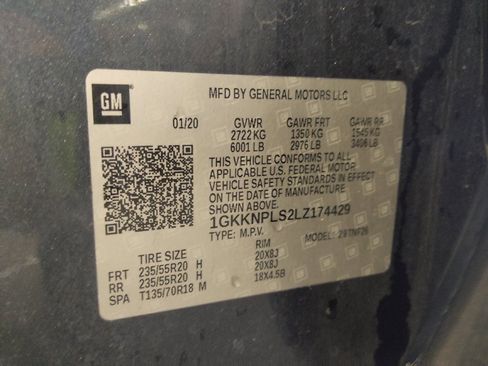 GM
MFD BY GENERAL MOTORS LLC
01/20 GVWR GAWR FRT GAWR RR
2722 KG 1350 KG 1545 KG
6001 LB 2976 LB 3406 LB
THIS VEHICLE CONFORMS TO ALL
APPLICABLE U.S. FEDERAL MOTOR
VEHICLE SAFETY STANDARDS IN EFFECT
ON THE DATE OF MANUFACTURE
SHOWN ABOVE.
1GKKNPLS2LZ174429
TYPE: M.P.V. MODEL: 29TNF26
TIRE SIZE RIM
FRT 235/55R20 H 20X8J
RR 235/55R20 H 20X8J
SPA T135/70R18 M 18X4.5B